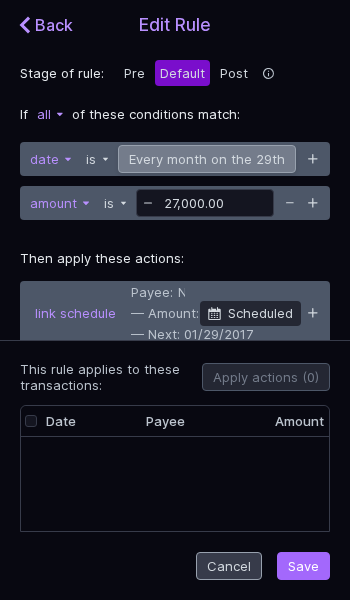 Back
Edit Rule
Stage of rule: Pre Default Post
If all of these conditions match:
date is Every month on the 29th +
amount is − 27,000.00 − +
Then apply these actions:
Payee: N
link schedule — Amount: Scheduled +
— Next: 01/29/2017
This rule applies to these
transactions:
Apply actions (0)
Date Payee Amount
Cancel Save